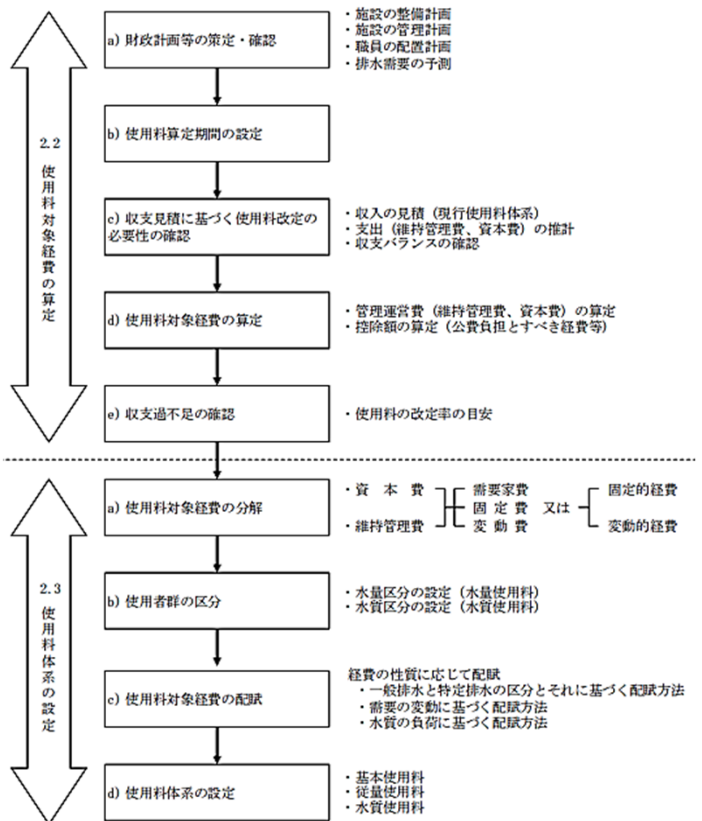 2.2 使用料対象経費の算定
a) 財政計画等の策定・確認
・施設の整備計画
・施設の管理計画
・職員の配置計画
・排水需要の予測
b) 使用料算定期間の設定
c) 収支見積に基づく使用料改定の
必要性の確認
・収入の見積（現行使用料体系）
・支出（維持管理費、資本費）の推計
・収支バランスの確認
d) 使用料対象経費の算定
・管理運営費（維持管理費、資本費）の算定
・控除額の算定（公費負担とすべき経費等）
e) 収支過不足の確認
・使用料の改定率の目安
2.3 使用料体系の設定
a) 使用料対象経費の分解
・資 本 費 需要家費 固定的経費
固 定 費 又は
・維持管理費 変 動 費 変動的経費
b) 使用者群の区分
・水量区分の設定（水量使用料）
・水質区分の設定（水質使用料）
c) 使用料対象経費の配賦
経費の性質に応じて配賦
・一般排水と特定排水の区分とそれに基づく配賦方法
・需要の変動に基づく配賦方法
・水質の負荷に基づく配賦方法
d) 使用料体系の設定
・基本使用料
・従量使用料
・水質使用料